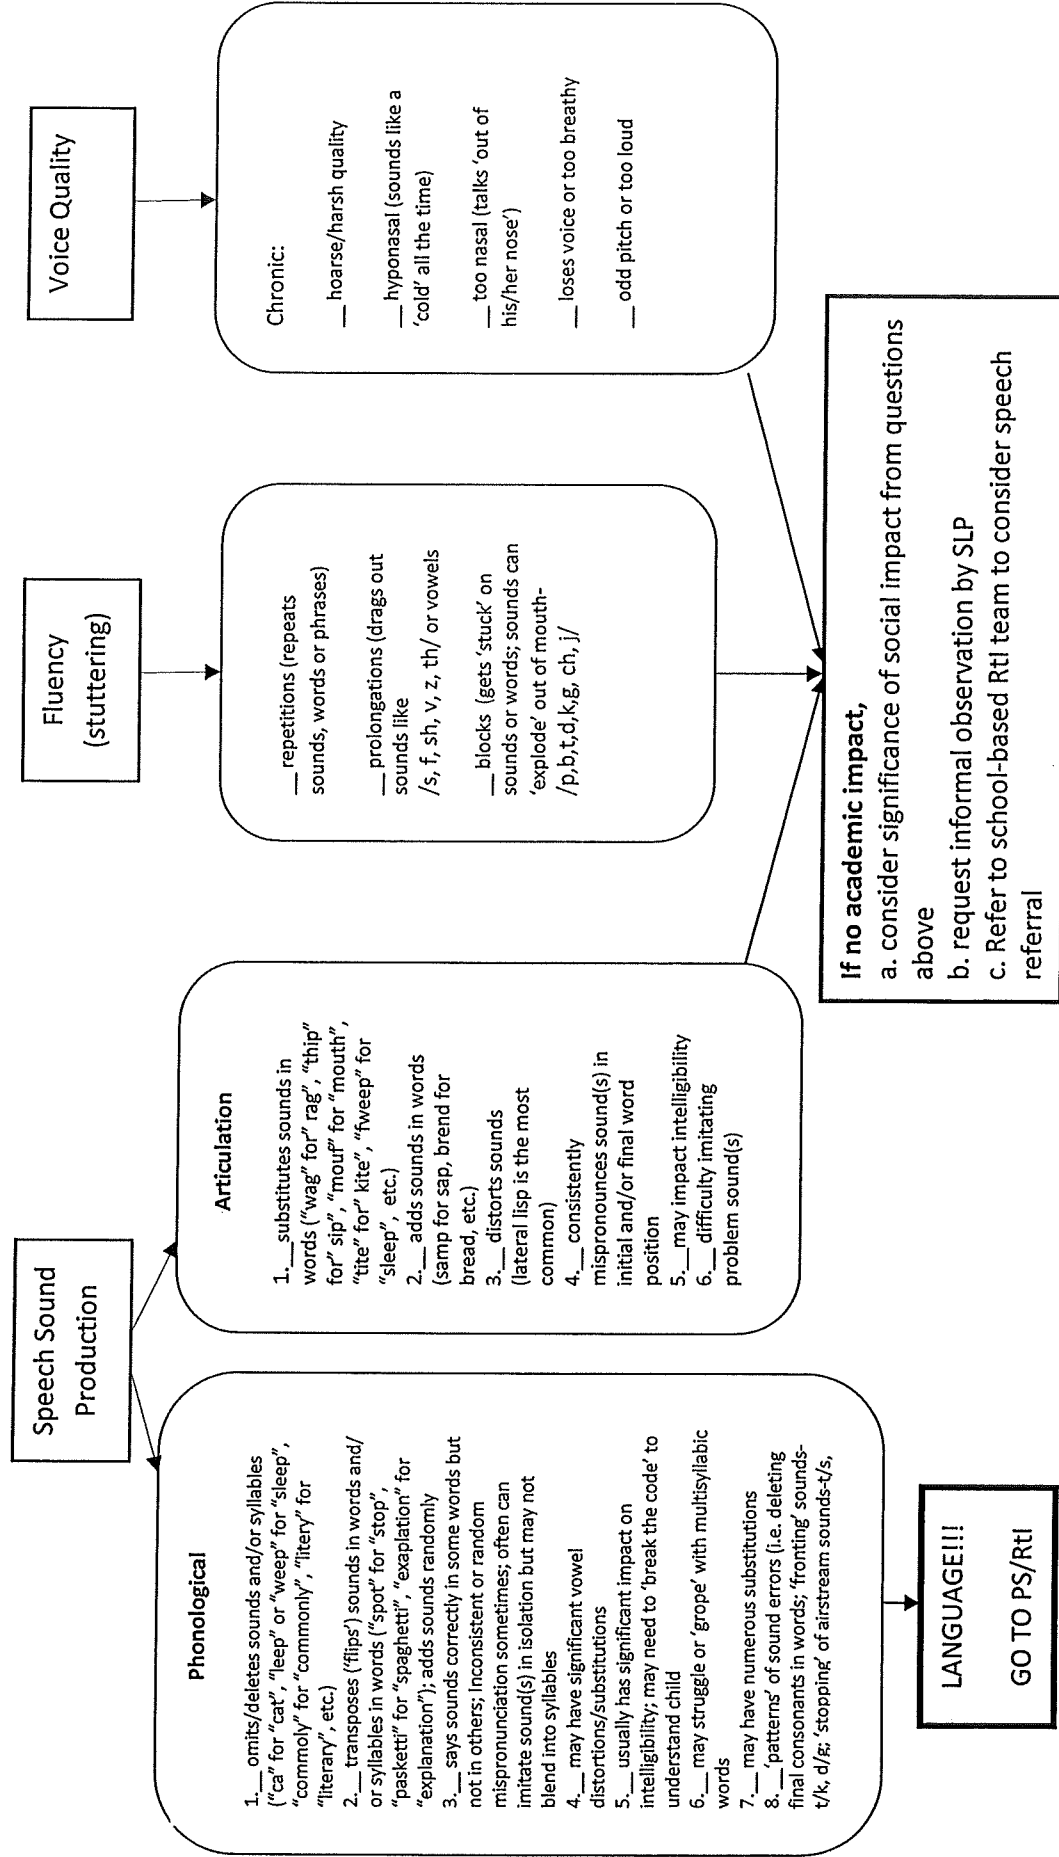 Speech Sound
Production
Fluency
(stuttering)
Voice Quality
Phonological
1.__ omits/deletes sounds and/or syllables
("ca" for "cat", "leep" or "weep" for "sleep",
"commoly" for "commonly", "litery" for
"literary", etc.)
2.__ transposes ('flips') sounds in words and/
or syllables in words ("spot" for "stop",
"pasketti" for "spaghetti", "exaplation" for
"explanation"); adds sounds randomly
3.__ says sounds correctly in some words but
not in others; Inconsistent or random
mispronunciation sometimes; often can
imitate sound(s) in isolation but may not
blend into syllables
4.__ may have significant vowel
distortions/substitutions
5.__ usually has significant impact on
intelligibility; may need to 'break the code' to
understand child
6.__ may struggle or 'grope' with multisyllabic
words
7.__ may have numerous substitutions
8.__ 'patterns' of sound errors (i.e. deleting
final consonants in words; 'fronting' sounds-
t/k, d/g; 'stopping' of airstream sounds-t/s,
Articulation
1.__substitutes sounds in
words ("wag" for" rag", "thip"
for" sip", "mouf" for "mouth",
"tite" for" kite", "fweep" for
"sleep", etc.)
2.__ adds sounds in words
(samp for sap, brend for
bread, etc.)
3.__ distorts sounds
(lateral lisp is the most
common)
4.__ consistently
mispronounces sound(s) in
initial and/or final word
position
5.__ may impact intelligibility
6.__ difficulty imitating
problem sound(s)
__ repetitions (repeats
sounds, words or phrases)
__ prolongations (drags out
sounds like
/s, f, sh, v, z, th/ or vowels
__ blocks (gets 'stuck' on
sounds or words; sounds can
'explode' out of mouth-
/p,b,t,d,k,g, ch, j/
Chronic:
__ hoarse/harsh quality
__ hyponasal (sounds like a
'cold' all the time)
__ too nasal (talks 'out of
his/her nose')
__ loses voice or too breathy
__ odd pitch or too loud
LANGUAGE!!!
GO TO PS/RtI
If no academic impact,
a. consider significance of social impact from questions
above
b. request informal observation by SLP
c. Refer to school-based RtI team to consider speech
referral